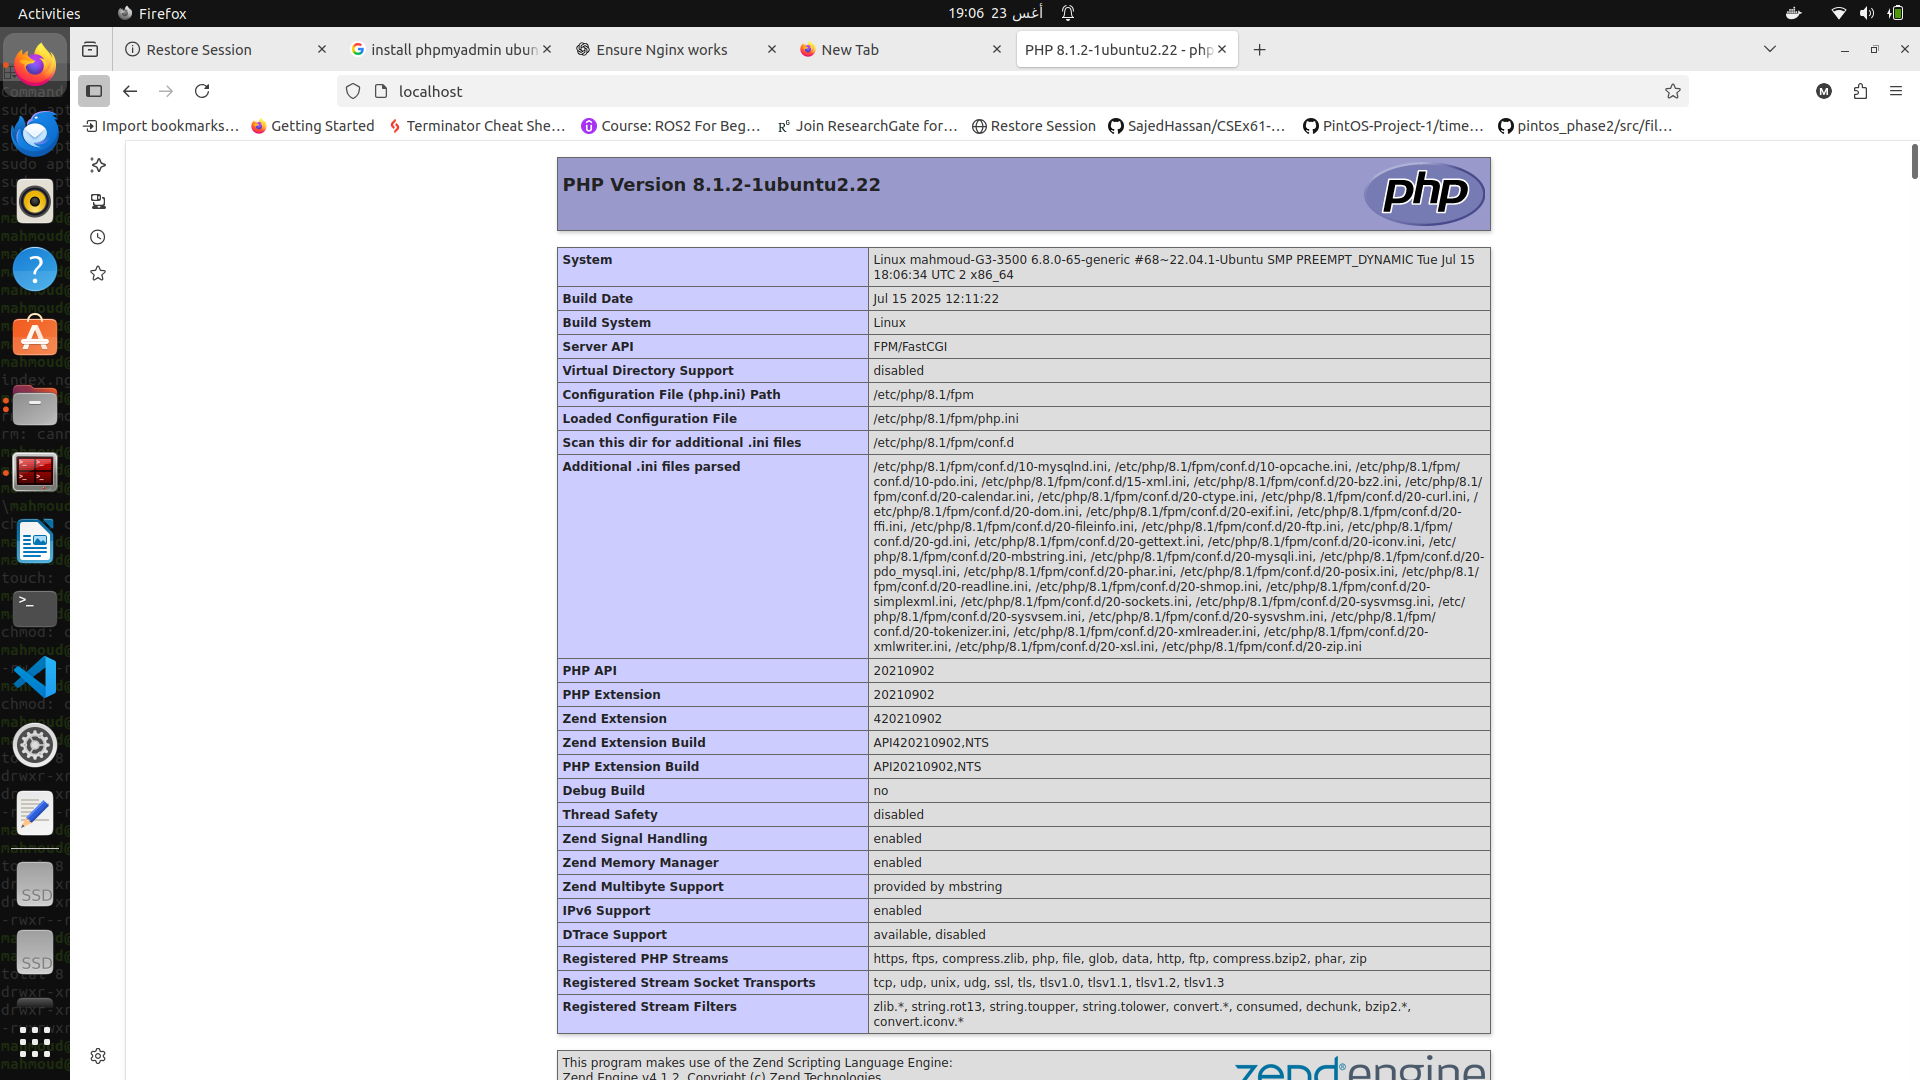 Activities
Firefox
19:06 23 أغس
Restore Session
install phpmyadmin ubun
Ensure Nginx works
New Tab
PHP 8.1.2-1ubuntu2.22 - php
localhost
M
Import bookmarks…
Getting Started
Terminator Cheat She…
Course: ROS2 For Beg…
Join ResearchGate for…
Restore Session
SajedHassan/CSEx61-…
PintOS-Project-1/time…
pintos_phase2/src/fil…
PHP Version 8.1.2-1ubuntu2.22
php
System
Linux mahmoud-G3-3500 6.8.0-65-generic #68~22.04.1-Ubuntu SMP PREEMPT_DYNAMIC Tue Jul 15
18:06:34 UTC 2 x86_64
Build Date
Jul 15 2025 12:11:22
Build System
Linux
Server API
FPM/FastCGI
Virtual Directory Support
disabled
Configuration File (php.ini) Path
/etc/php/8.1/fpm
Loaded Configuration File
/etc/php/8.1/fpm/php.ini
Scan this dir for additional .ini files
/etc/php/8.1/fpm/conf.d
Additional .ini files parsed
/etc/php/8.1/fpm/conf.d/10-mysqlnd.ini, /etc/php/8.1/fpm/conf.d/10-opcache.ini, /etc/php/8.1/fpm/
conf.d/10-pdo.ini, /etc/php/8.1/fpm/conf.d/15-xml.ini, /etc/php/8.1/fpm/conf.d/20-bz2.ini, /etc/php/8.1/
fpm/conf.d/20-calendar.ini, /etc/php/8.1/fpm/conf.d/20-ctype.ini, /etc/php/8.1/fpm/conf.d/20-curl.ini, /
etc/php/8.1/fpm/conf.d/20-dom.ini, /etc/php/8.1/fpm/conf.d/20-exif.ini, /etc/php/8.1/fpm/conf.d/20-
ffi.ini, /etc/php/8.1/fpm/conf.d/20-fileinfo.ini, /etc/php/8.1/fpm/conf.d/20-ftp.ini, /etc/php/8.1/fpm/
conf.d/20-gd.ini, /etc/php/8.1/fpm/conf.d/20-gettext.ini, /etc/php/8.1/fpm/conf.d/20-iconv.ini, /etc/
php/8.1/fpm/conf.d/20-mbstring.ini, /etc/php/8.1/fpm/conf.d/20-mysqli.ini, /etc/php/8.1/fpm/conf.d/20-
pdo_mysql.ini, /etc/php/8.1/fpm/conf.d/20-phar.ini, /etc/php/8.1/fpm/conf.d/20-posix.ini, /etc/php/8.1/
fpm/conf.d/20-readline.ini, /etc/php/8.1/fpm/conf.d/20-shmop.ini, /etc/php/8.1/fpm/conf.d/20-
simplexml.ini, /etc/php/8.1/fpm/conf.d/20-sockets.ini, /etc/php/8.1/fpm/conf.d/20-sysvmsg.ini, /etc/
php/8.1/fpm/conf.d/20-sysvsem.ini, /etc/php/8.1/fpm/conf.d/20-sysvshm.ini, /etc/php/8.1/fpm/
conf.d/20-tokenizer.ini, /etc/php/8.1/fpm/conf.d/20-xmlreader.ini, /etc/php/8.1/fpm/conf.d/20-
xmlwriter.ini, /etc/php/8.1/fpm/conf.d/20-xsl.ini, /etc/php/8.1/fpm/conf.d/20-zip.ini
PHP API
20210902
PHP Extension
20210902
Zend Extension
420210902
Zend Extension Build
API420210902,NTS
PHP Extension Build
API20210902,NTS
Debug Build
no
Thread Safety
disabled
Zend Signal Handling
enabled
Zend Memory Manager
enabled
Zend Multibyte Support
provided by mbstring
IPv6 Support
enabled
DTrace Support
available, disabled
Registered PHP Streams
https, ftps, compress.zlib, php, file, glob, data, http, ftp, compress.bzip2, phar, zip
Registered Stream Socket Transports
tcp, udp, unix, udg, ssl, tls, tlsv1.0, tlsv1.1, tlsv1.2, tlsv1.3
Registered Stream Filters
zlib.*, string.rot13, string.toupper, string.tolower, convert.*, consumed, dechunk, bzip2.*,
convert.iconv.*
This program makes use of the Zend Scripting Language Engine:
Zend Engine v4.1.2, Copyright (c) Zend Technologies
zend engine
SSD
SSD